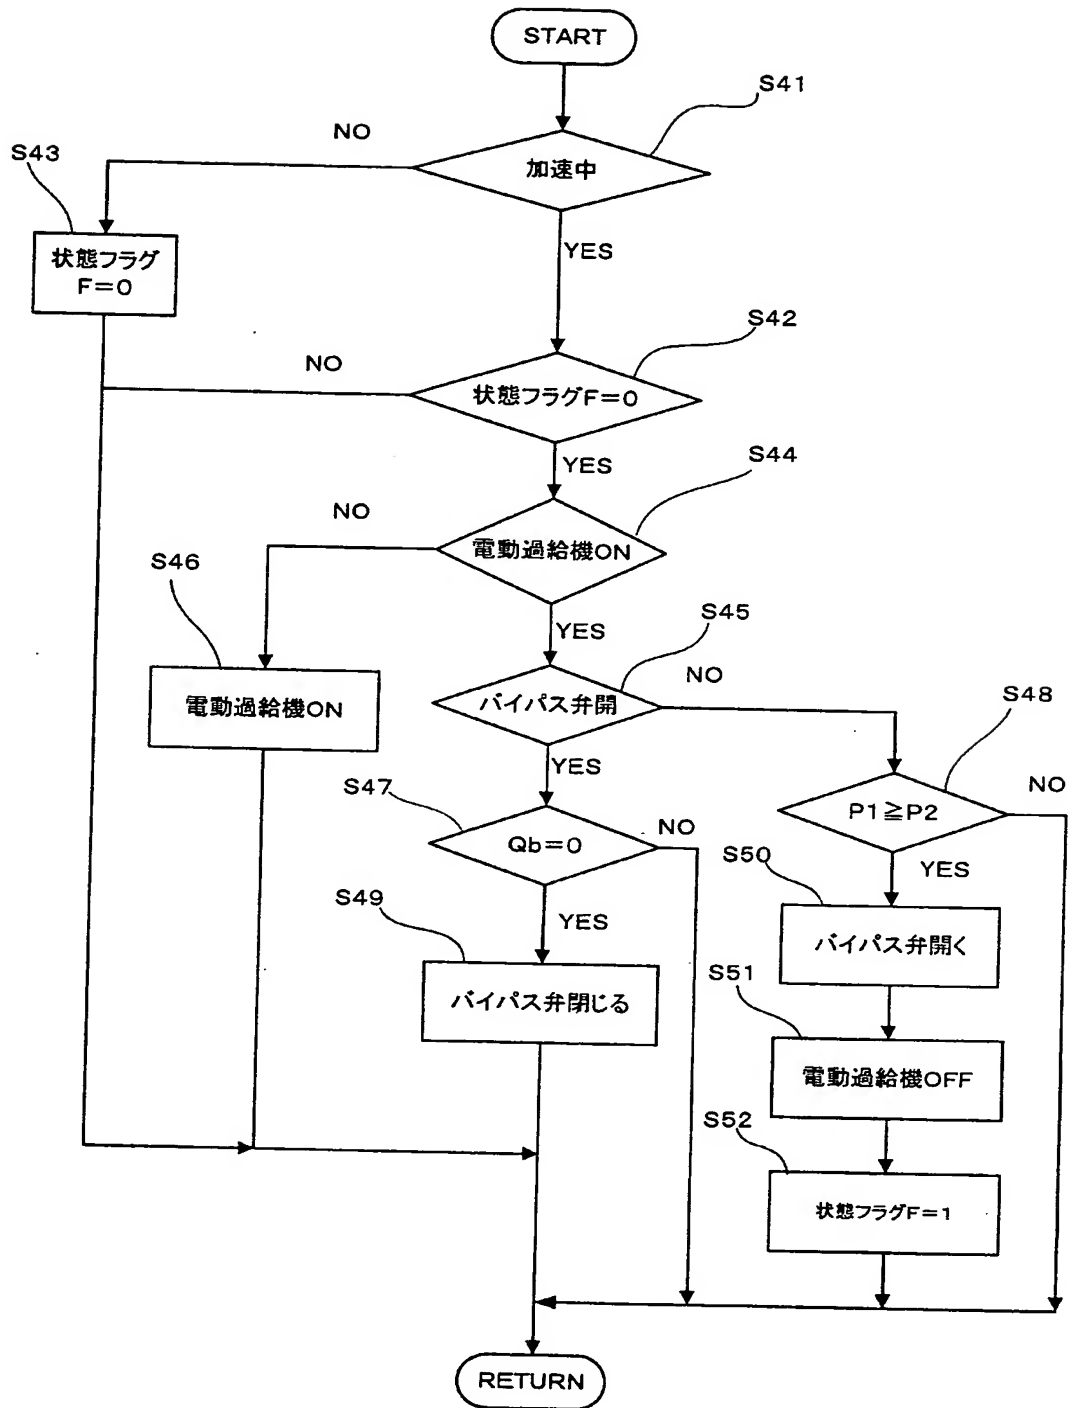 START
S41
NO
S43
加速中
YES
状態フラグ
F=0
S42
NO
状態フラグF=0
YES
S44
NO
電動過給機ON
S46
YES
S45
NO
電動過給機ON
バイパス弁開
S48
YES
S47
NO
P1≧P2
NO
Qb=0
S50
YES
S49
YES
バイパス弁開く
バイパス弁閉じる
S51
電動過給機OFF
S52
状態フラグF=1
RETURN